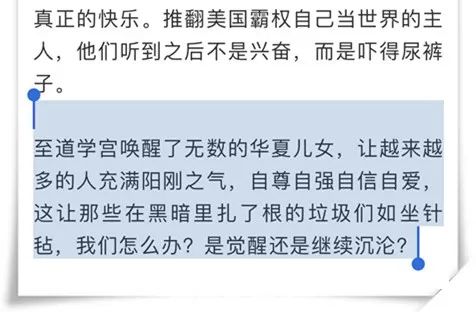 真正的快乐。推翻美国霸权自己当世界的主
人，他们听到之后不是兴奋，而是吓得尿裤
子。
至道学宫唤醒了无数的华夏儿女，让越来越
多的人充满阳刚之气，自尊自强自信自爱，
这让那些在黑暗里扎了根的垃圾们如坐针
毡，我们怎么办？是觉醒还是继续沉沦？